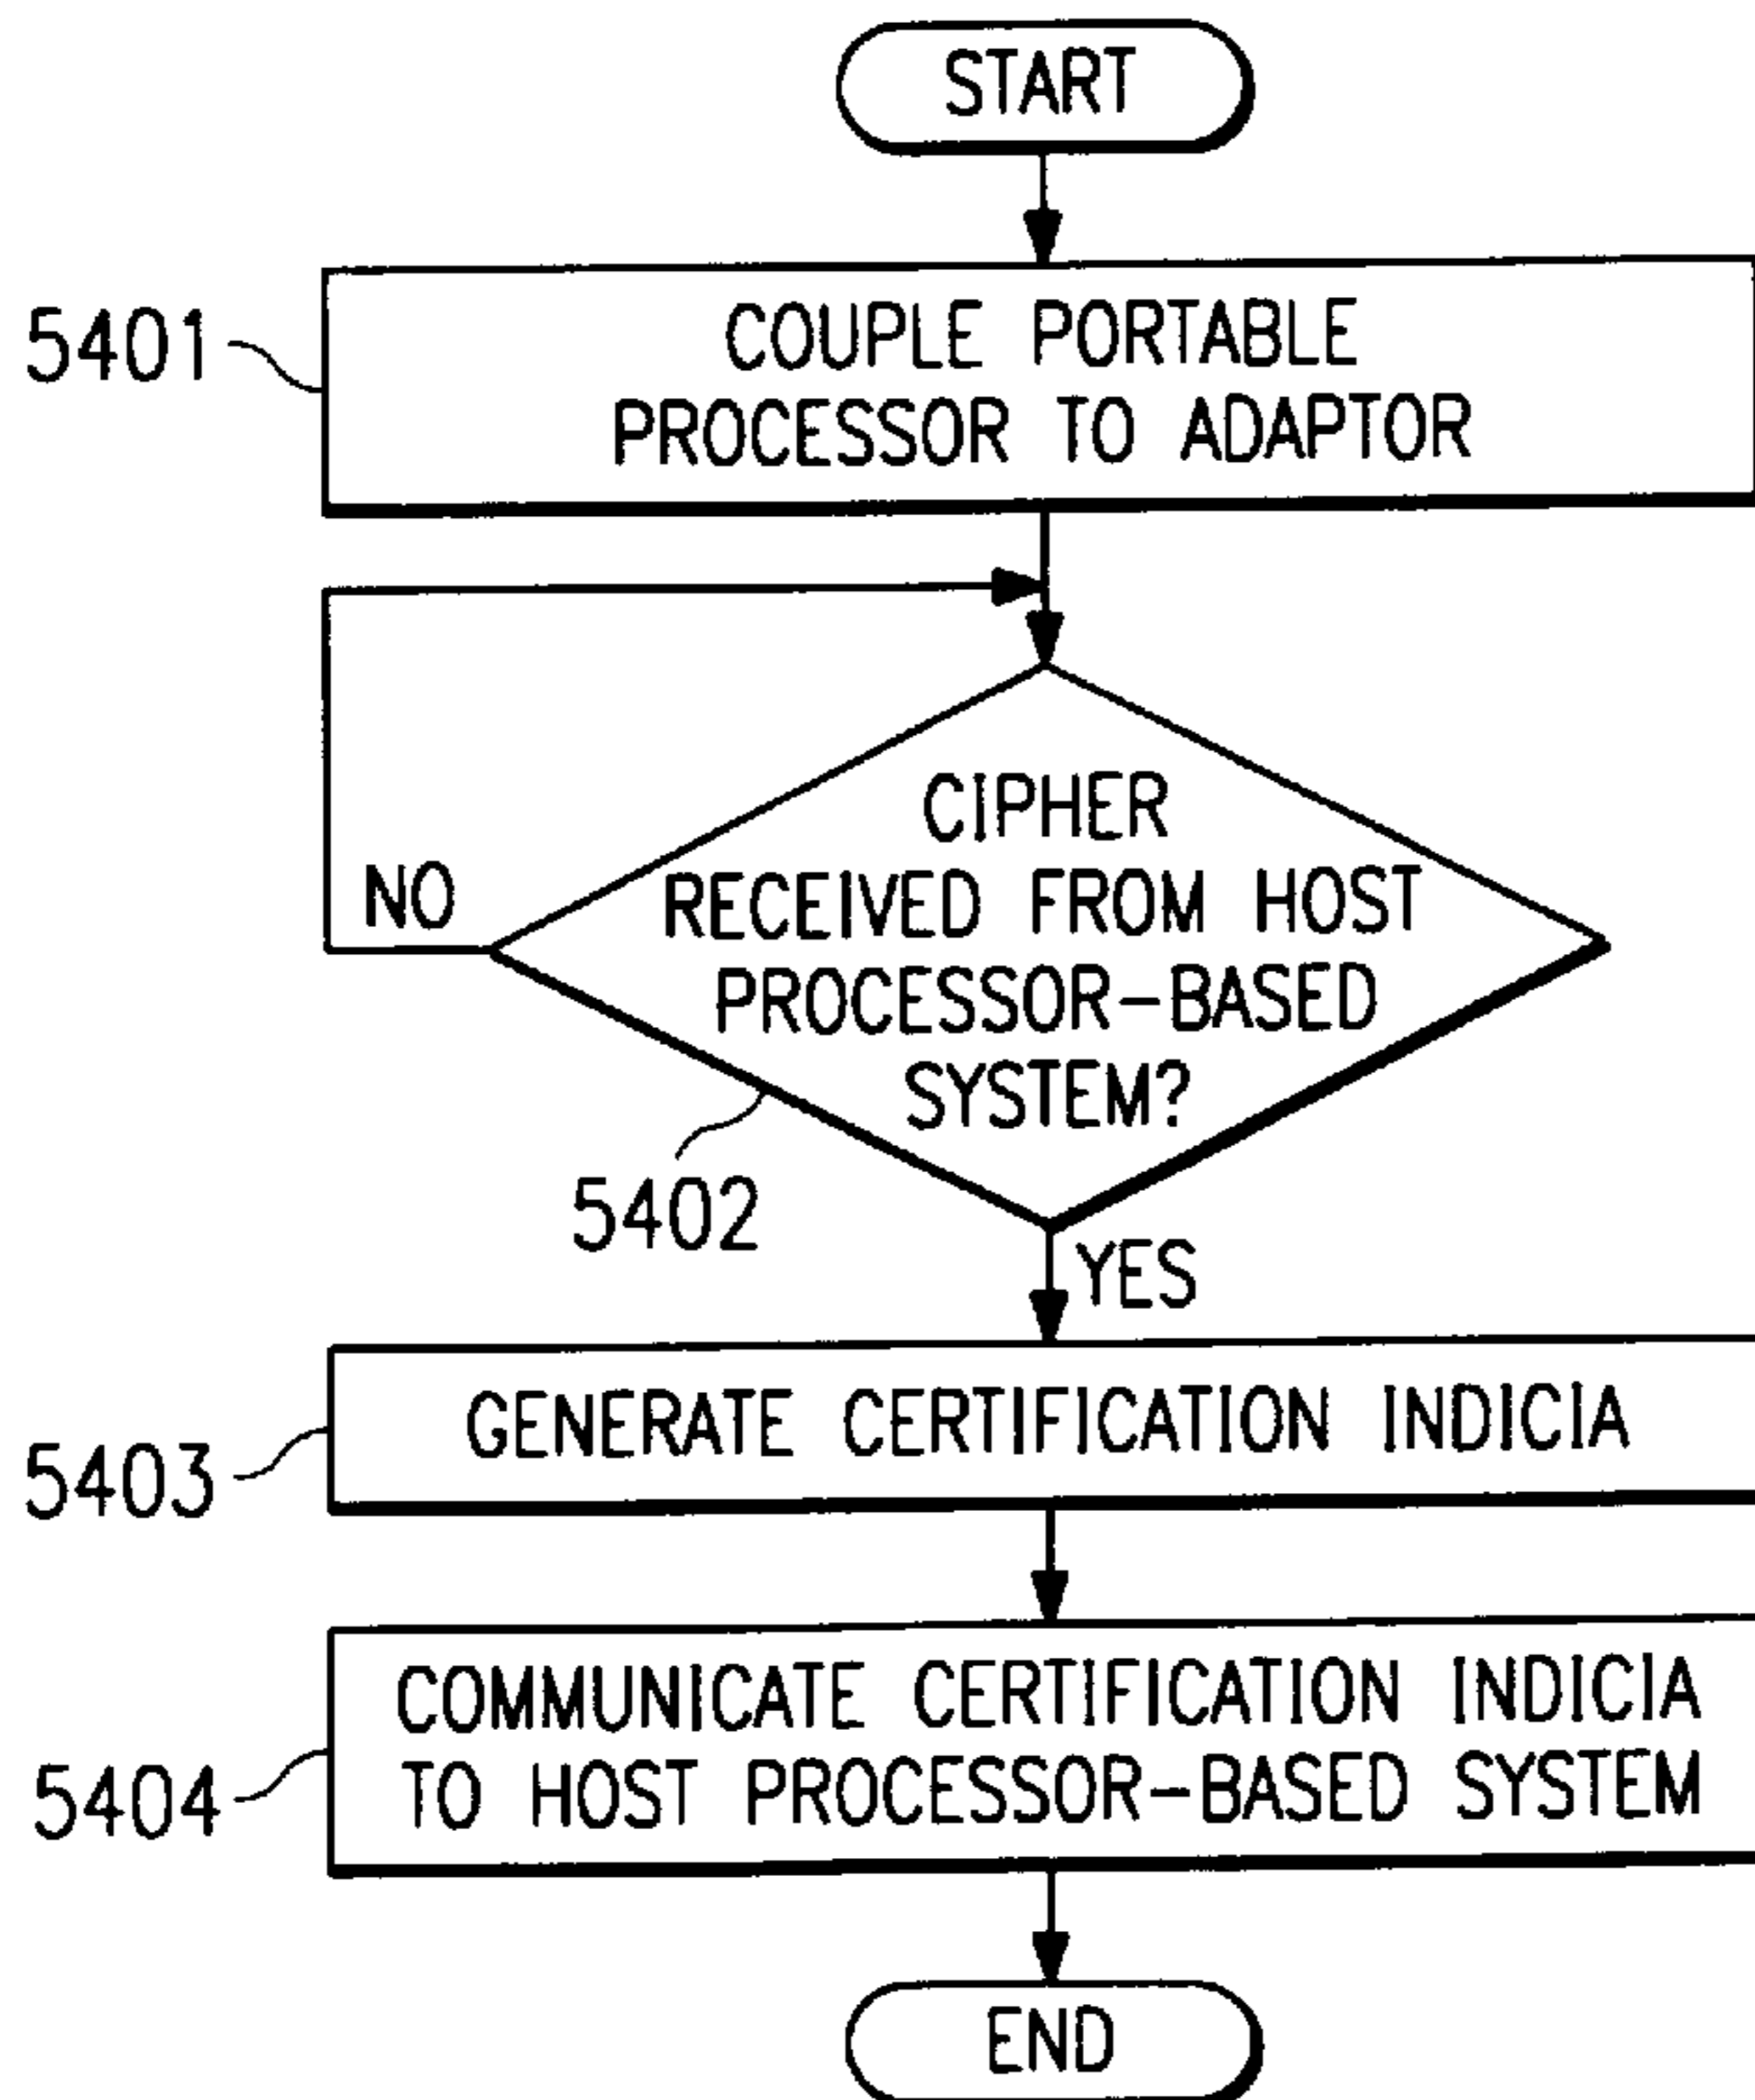 START
5401
COUPLE PORTABLE
PROCESSOR TO ADAPTOR
CIPHER
RECEIVED FROM HOST
PROCESSOR-BASED
SYSTEM?
NO
5402
YES
5403
GENERATE CERTIFICATION INDICIA
5404
COMMUNICATE CERTIFICATION INDICIA
TO HOST PROCESSOR-BASED SYSTEM
END